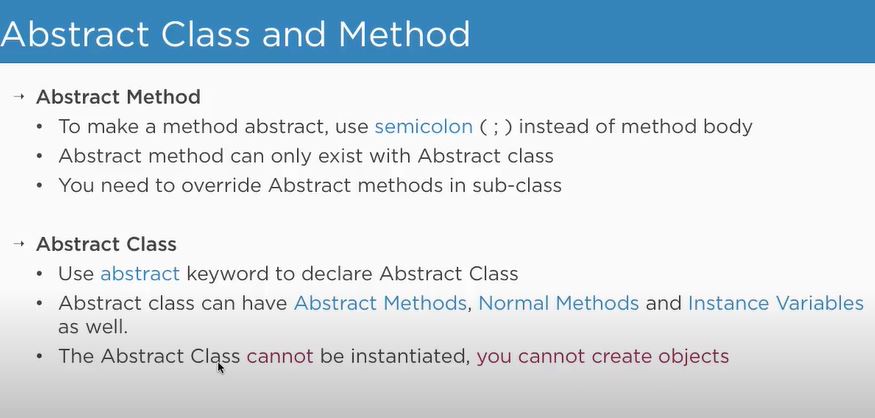 Abstract Class and Method
→ Abstract Method
• To make a method abstract, use semicolon ( ; ) instead of method body
• Abstract method can only exist with Abstract class
• You need to override Abstract methods in sub-class
→ Abstract Class
• Use abstract keyword to declare Abstract Class
• Abstract class can have Abstract Methods, Normal Methods and Instance Variables
as well.
• The Abstract Class cannot be instantiated, you cannot create objects